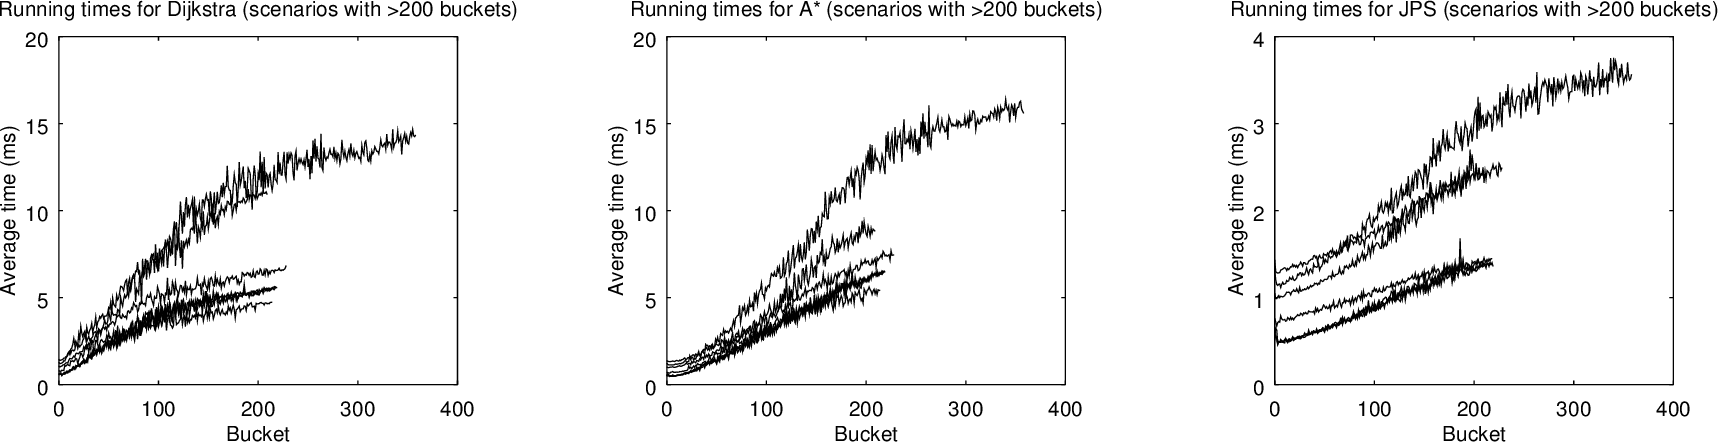 Running times for Dijkstra (scenarios with >200 buckets)
20
15
10
5
0
Average time (ms)
0 100 200 300 400
Bucket
Running times for A* (scenarios with >200 buckets)
20
15
10
5
0
Average time (ms)
0 100 200 300 400
Bucket
Running times for JPS (scenarios with >200 buckets)
4
3
2
1
0
Average time (ms)
0 100 200 300 400
Bucket